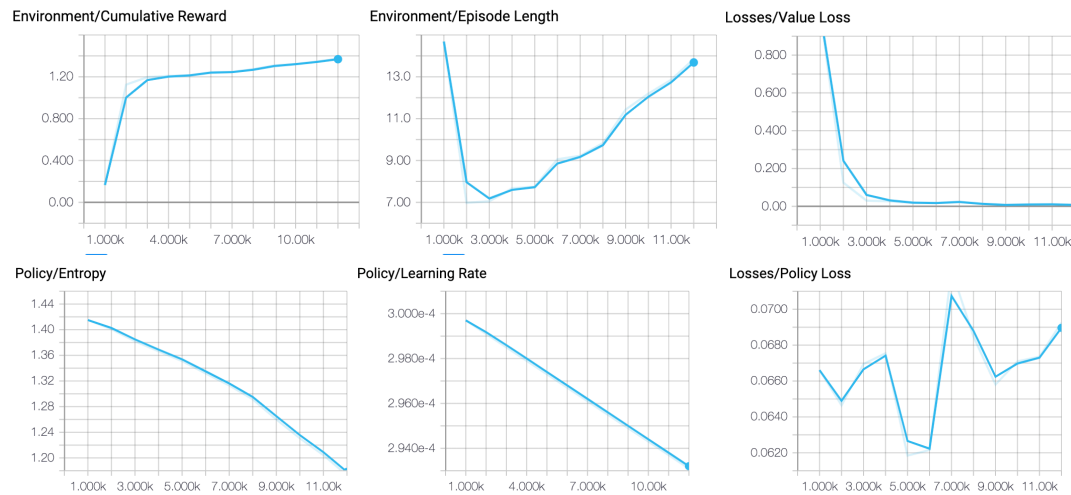 Environment/Cumulative Reward
1.20
0.800
0.400
0.00
1.000k 4.000k 7.000k 10.00k
Environment/Episode Length
13.0
11.0
9.00
7.00
1.000k 3.000k 5.000k 7.000k 9.000k 11.00k
Losses/Value Loss
0.800
0.600
0.400
0.200
0.00
1.000k 3.000k 5.000k 7.000k 9.000k 11.00k
Policy/Entropy
1.44
1.40
1.36
1.32
1.28
1.24
1.20
1.000k 3.000k 5.000k 7.000k 9.000k 11.00k
Policy/Learning Rate
3.000e-4
2.980e-4
2.960e-4
2.940e-4
1.000k 4.000k 7.000k 10.00k
Losses/Policy Loss
0.0700
0.0680
0.0660
0.0640
0.0620
1.000k 3.000k 5.000k 7.000k 9.000k 11.00k